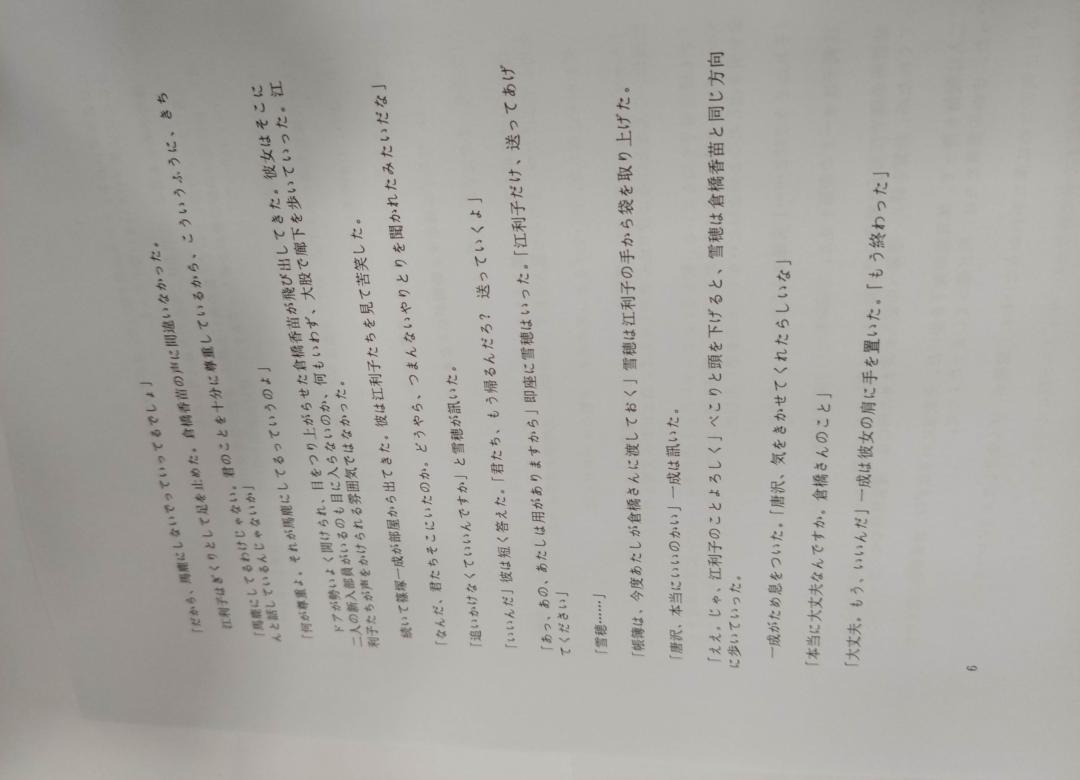 「だから、馬鹿にしないでっていってるでしょ」
江利子はぎくりとして足を止めた。倉橋香苗の声に間違いなかった。
「馬鹿にしてるわけじゃない。君のことを十分に尊重しているから、こういうふうに、きち
んと話しているんじゃないか」
「何が尊重よ。それが馬鹿にしてるっていうのよ」
ドアが勢いよく開けられ、目をつり上がらせた倉橋香苗が飛び出してきた。彼女はそこに
二人の新入部員がいるのも目に入らないのか、何もいわず、大股で廊下を歩いていった。江
利子たちが声をかけられる雰囲気ではなかった。
続いて篠塚一成が部屋から出てきた。彼は江利子たちを見て苦笑した。
「なんだ、君たちそこにいたのか。どうやら、つまんないやりとりを聞かれたみたいだな」
「追いかけなくていいんですか」と雪穂が訊いた。
「いいんだ」彼は短く答えた。「君たち、もう帰るんだろ? 送っていくよ」
「あっ、あの、あたしは用がありますから」即座に雪穂はいった。「江利子だけ、送ってあげ
てください」
「雪穂……」
「帳簿は、今度あたしが倉橋さんに渡しておく」雪穂は江利子の手から袋を取り上げた。
「唐沢、本当にいいのかい」一成は訊いた。
「ええ。じゃ、江利子のことよろしく」ぺこりと頭を下げると、雪穂は倉橋香苗と同じ方向
に歩いていった。
一成がため息をついた。「唐沢、気をきかせてくれたらしいな」
「本当に大丈夫なんですか。倉橋さんのこと」
「大丈夫。もう、いいんだ」一成は彼女の肩に手を置いた。「もう終わった」
6